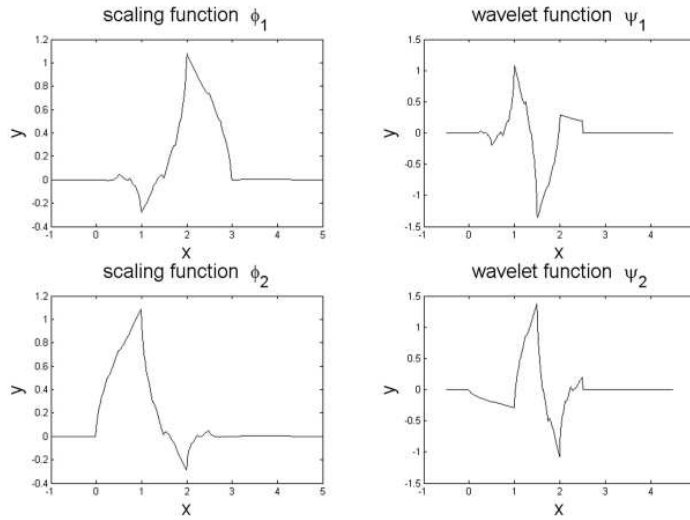 scaling function ϕ₁
1.2
1
0.8
0.6
0.4
0.2
0
-0.2
-0.4
y
-1 0 1 2 3 4 5
x
wavelet function ψ₁
1.5
1
0.5
0
-0.5
-1
-1.5
y
-1 0 1 2 3 4
x
scaling function ϕ₂
1.2
1
0.8
0.6
0.4
0.2
0
-0.2
-0.4
y
-1 0 1 2 3 4 5
x
wavelet function ψ₂
1.5
1
0.5
0
-0.5
-1
-1.5
y
-1 0 1 2 3 4
x